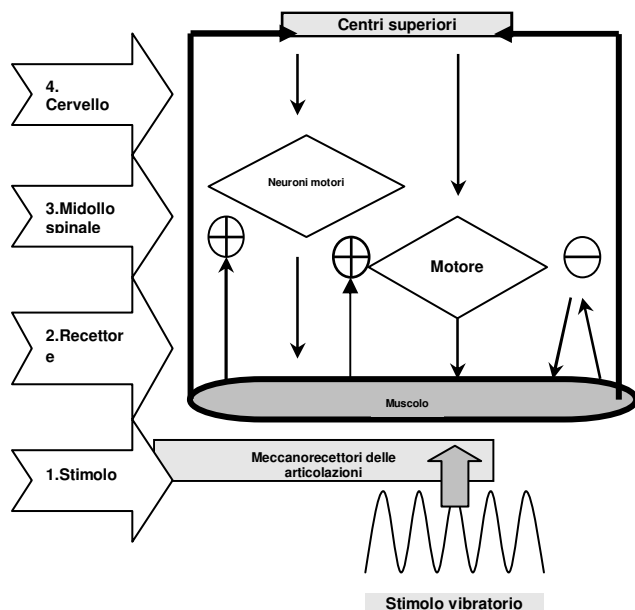 Centri superiori
4.
Cervello
Neuroni motori
3.Midollo
spinale
Motore
2.Recettor
e
Muscolo
Meccanorecettori delle
articolazioni
1.Stimolo
Stimolo vibratorio